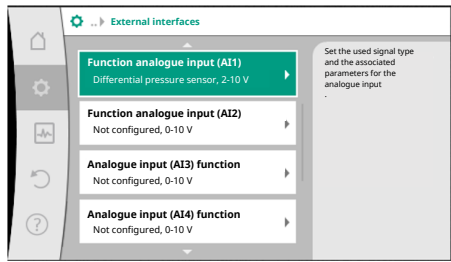 .. External interfaces
Function analogue input (AI1)
Differential pressure sensor, 2-10 V
Function analogue input (AI2)
Not configured, 0-10 V
Analogue input (AI3) function
Not configured, 0-10 V
Analogue input (AI4) function
Not configured, 0-10 V
Set the used signal type
and the associated
parameters for the
analogue input
.
?